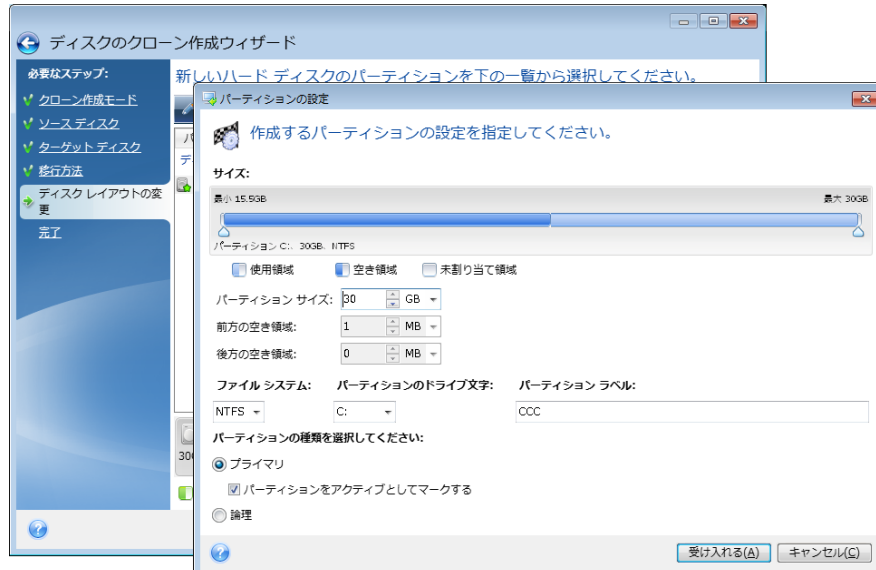 ディスクのクローン作成ウィザード
必要なステップ:
クローン作成モード
ソース ディスク
ターゲット ディスク
移行方法
ディスク レイアウトの変
更
完了
新しいハード ディスクのパーティションを下の一覧から選択してください。
パーティションの設定
作成するパーティションの設定を指定してください。
サイズ:
最小 15.5GB
最大 30GB
パーティション C:、30GB、NTFS
使用領域 空き領域 未割り当て領域
パーティション サイズ: 30 GB
前方の空き領域: 1 MB
後方の空き領域: 0 MB
ファイル システム: パーティションのドライブ文字: パーティション ラベル:
NTFS C: CCC
パーティションの種類を選択してください:
プライマリ
パーティションをアクティブとしてマークする
論理
受け入れる(A) キャンセル(C)